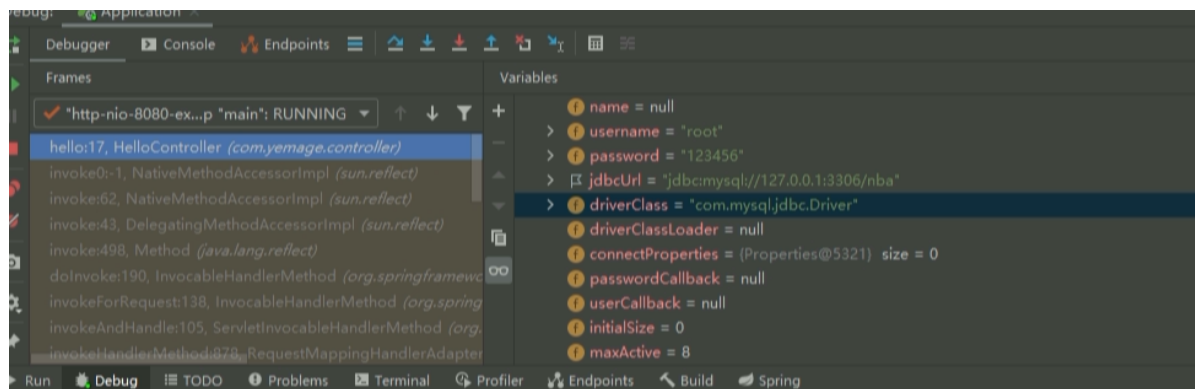 Debug: Application ×
Debugger Console Endpoints
Frames
Variables
"http-nio-8080-ex...p "main": RUNNING
hello:17, HelloController (com.yemage.controller)
invoke0:-1, NativeMethodAccessorImpl (sun.reflect)
invoke:62, NativeMethodAccessorImpl (sun.reflect)
invoke:43, DelegatingMethodAccessorImpl (sun.reflect)
invoke:498, Method (java.lang.reflect)
doInvoke:190, InvocableHandlerMethod (org.springframewo
invokeForRequest:138, InvocableHandlerMethod (org.spring
invokeAndHandle:105, ServletInvocableHandlerMethod (org.
invokeHandlerMethod:878, RequestMappingHandlerAdapter
name = null
username = "root"
password = "123456"
jdbcUrl = "jdbc:mysql://127.0.0.1:3306/nba"
driverClass = "com.mysql.jdbc.Driver"
driverClassLoader = null
connectProperties = {Properties@5321} size = 0
passwordCallback = null
userCallback = null
initialSize = 0
maxActive = 8
Run Debug TODO Problems Terminal Profiler Endpoints Build Spring